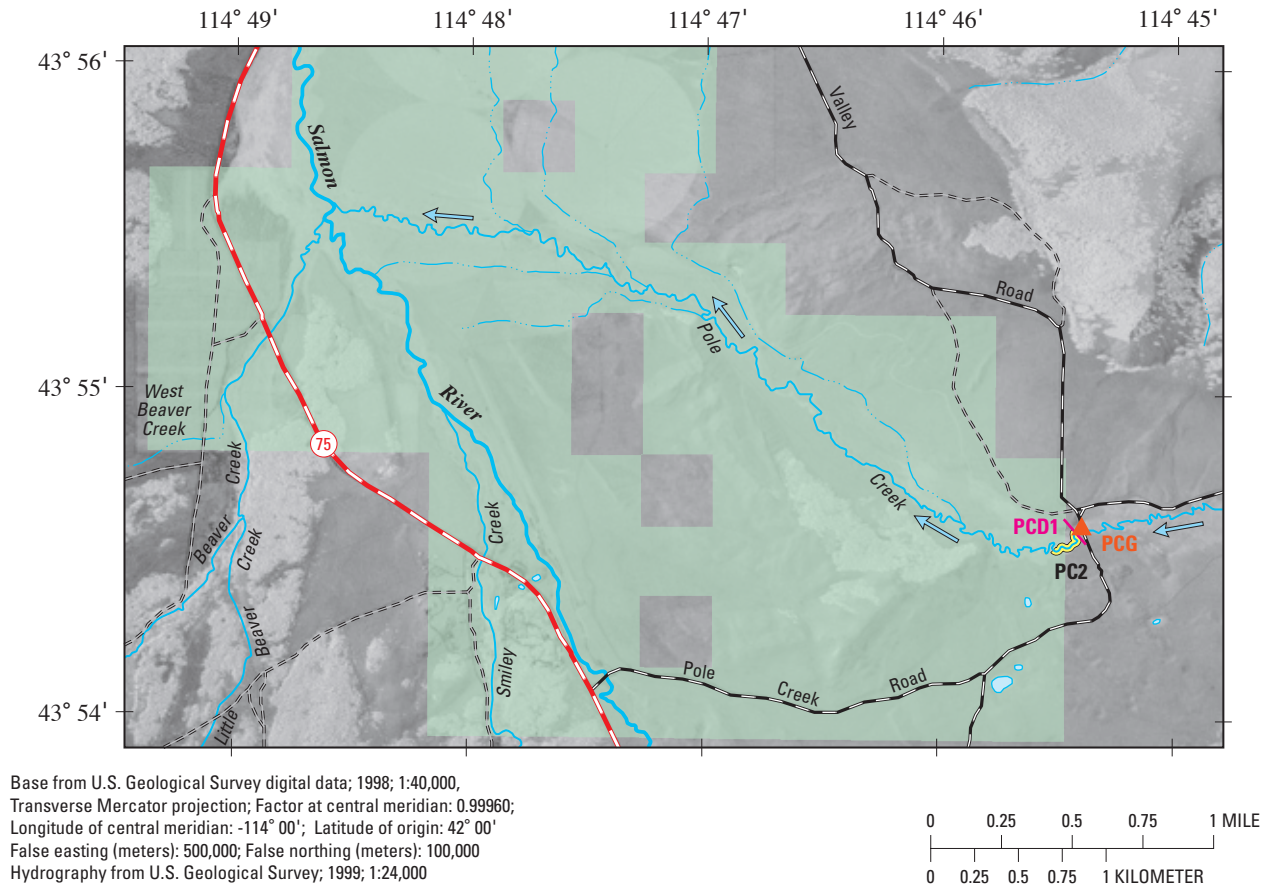 114° 49'
114° 48'
114° 47'
114° 46'
114° 45'
43° 56'
Valley
Salmon
Road
Pole
43° 55'
West
Beaver
Creek
River
75
Creek
Creek
Creek
Beaver
Creek
PCD1
PCG
PC2
Beaver
Smiley
Pole
Creek
Road
43° 54'
Little
Base from U.S. Geological Survey digital data; 1998; 1:40,000,
Transverse Mercator projection; Factor at central meridian: 0.99960;
Longitude of central meridian: -114° 00'; Latitude of origin: 42° 00'
False easting (meters): 500,000; False northing (meters): 100,000
Hydrography from U.S. Geological Survey; 1999; 1:24,000
0 0.25 0.5 0.75 1 MILE
0 0.25 0.5 0.75 1 KILOMETER